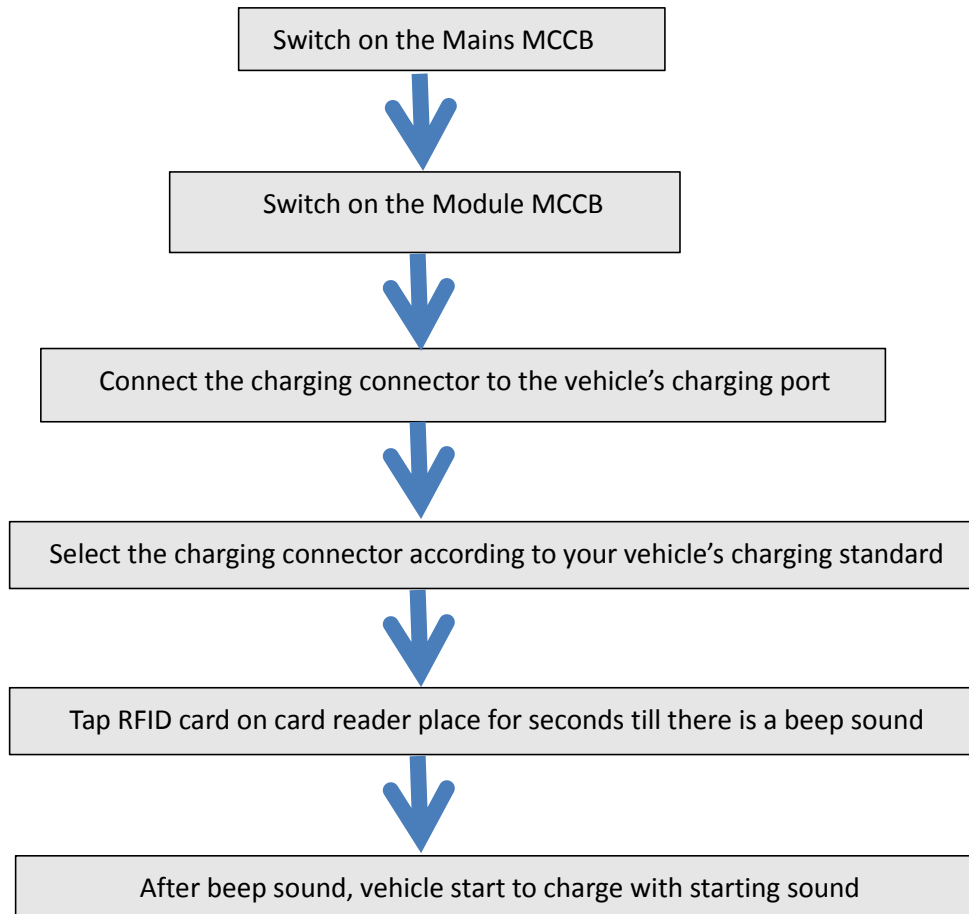 Switch on the Mains MCCB
Switch on the Module MCCB
Connect the charging connector to the vehicle’s charging port
Select the charging connector according to your vehicle’s charging standard
Tap RFID card on card reader place for seconds till there is a beep sound
After beep sound, vehicle start to charge with starting sound